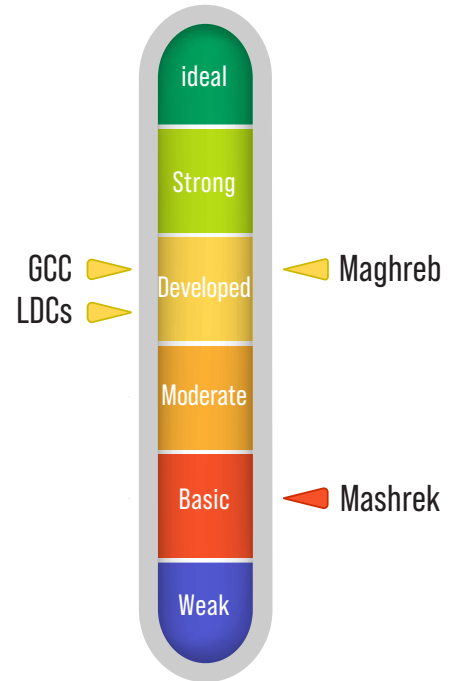 ideal
Strong
GCC
Maghreb
Developed
LDCs
Moderate
Basic
Mashrek
Weak